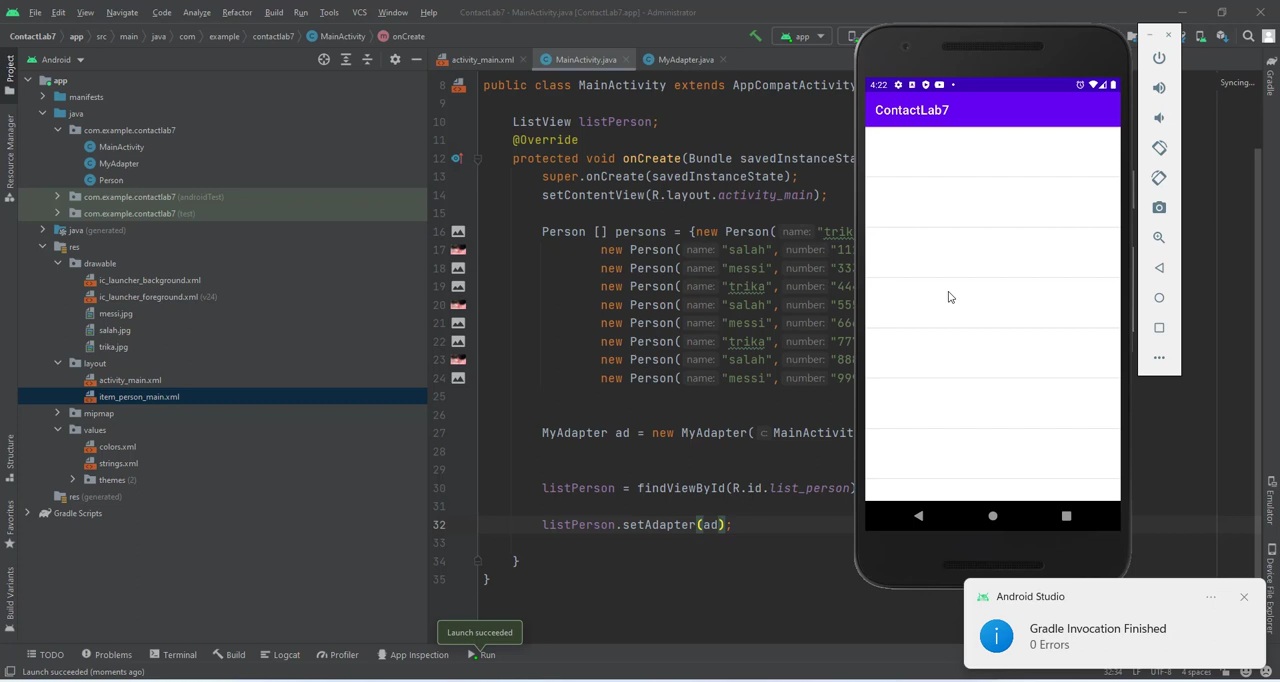 File Edit View Navigate Code Analyze Refactor Build Run Tools VCS Window Help ContactLab7 - MainActivity.java [ContactLab7.app] - Administrator
ContactLab7 app src main java com example contactlab7 MainActivity onCreate app
Project
Resource Manager
Structure
Favorites
Build Variants
Android
app
manifests
java
com.example.contactlab7
MainActivity
MyAdapter
Person
com.example.contactlab7 (androidTest)
com.example.contactlab7 (test)
java (generated)
res
drawable
ic_launcher_background.xml
ic_launcher_foreground.xml (v24)
messi.jpg
salah.jpg
trika.jpg
layout
activity_main.xml
item_person_main.xml
mipmap
values
colors.xml
strings.xml
themes (2)
res (generated)
Gradle Scripts
activity_main.xml MainActivity.java MyAdapter.java
8 public class MainActivity extends AppCompatActivity
9
10 ListView listPerson;
11 @Override
12 protected void onCreate(Bundle savedInstanceSta
13 super.onCreate(savedInstanceState);
14 setContentView(R.layout.activity_main);
15
16 Person [] persons = {new Person( name: "trik
17 new Person( name: "salah", number: "11
18 new Person( name: "messi", number: "33
19 new Person( name: "trika", number: "44
20 new Person( name: "salah", number: "55
21 new Person( name: "messi", number: "66
22 new Person( name: "trika", number: "77
23 new Person( name: "salah", number: "88
24 new Person( name: "messi", number: "99
25
26
27 MyAdapter ad = new MyAdapter( MainActivit
28
29
30 listPerson = findViewById(R.id.list_person)
31
32 listPerson.setAdapter(ad);
33
34 }
35 }
4:22
ContactLab7
Syncing...
Gradle
Emulator
Device File Explorer
Android Studio
Gradle Invocation Finished
0 Errors
Launch succeeded
TODO Problems Terminal Build Logcat Profiler App Inspection Run
Launch succeeded (moments ago) 32:34 LF UTF-8 4 spaces